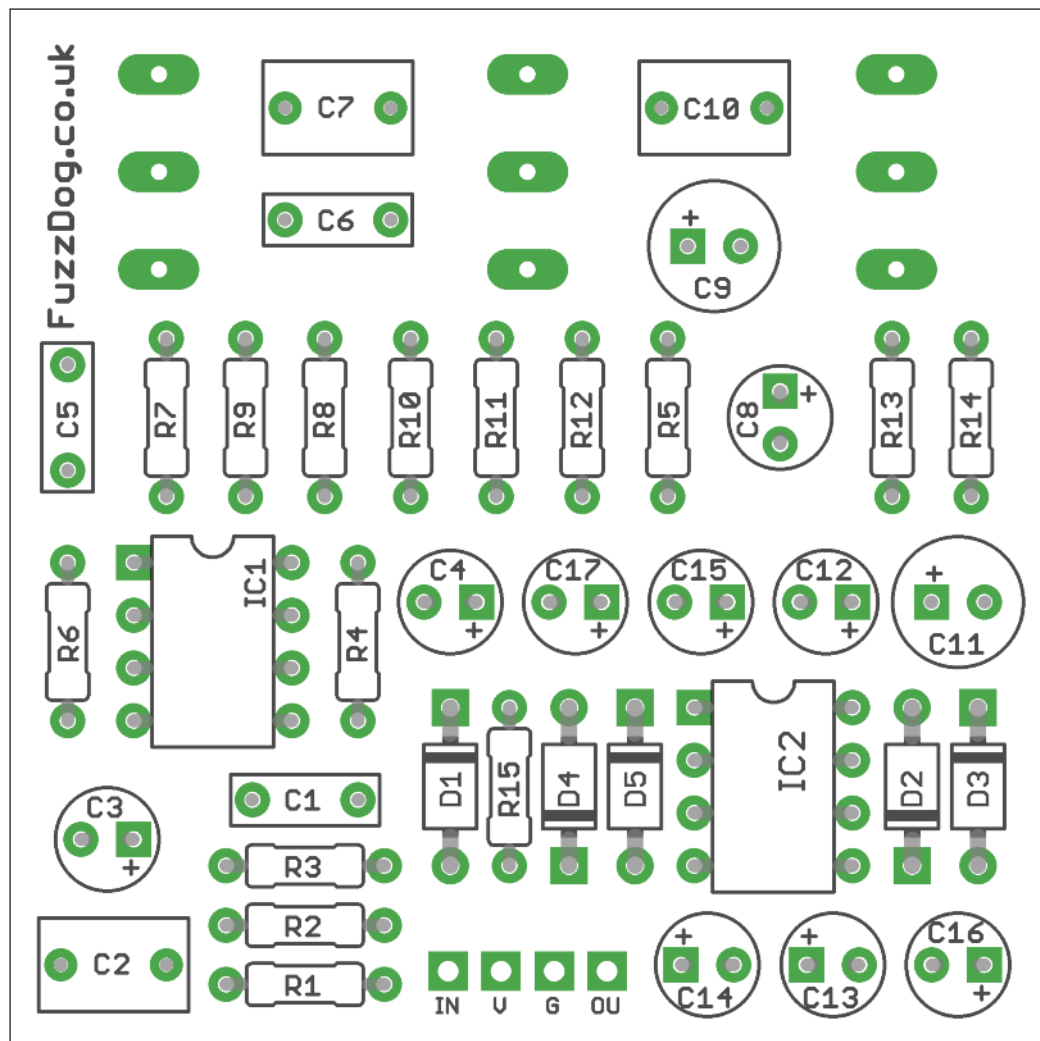 FuzzDog.co.uk
C7
C10
C6
+
C9
C5
R7
R9
R8
R10
R11
R12
R5
C8
+
R13
R14
R6
IC1
R4
C4
+
C17
+
C15
+
C12
+
+
C11
D1
R15
D4
D5
IC2
D2
D3
C3
+
C1
R3
R2
R1
C2
IN V G OU
+
C14
+
C13
C16
+